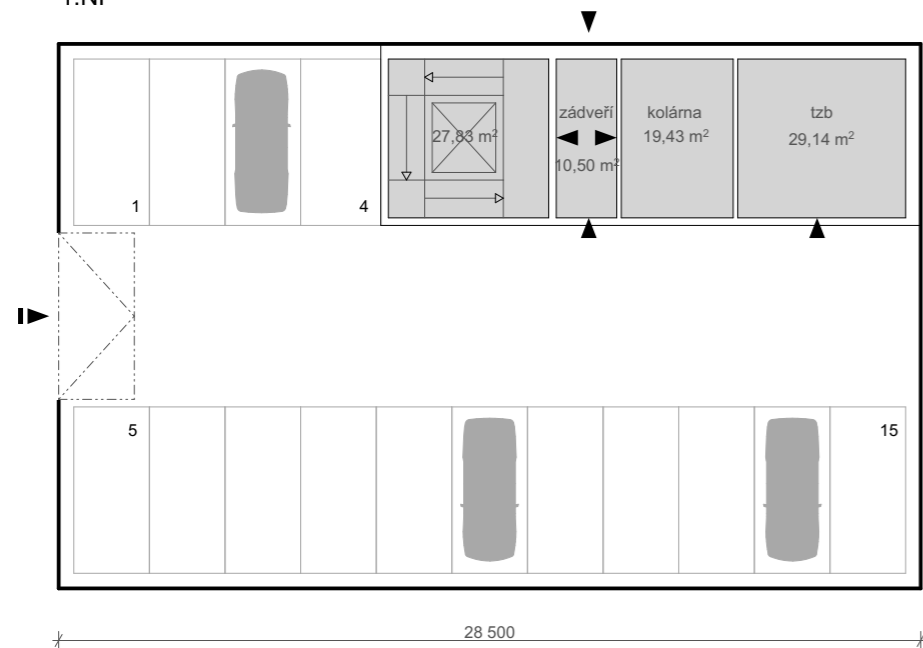 1.NP
zádveří
kolárna
tzb
27,83 m²
10,50 m²
19,43 m²
29,14 m²
1
4
5
15
28 500